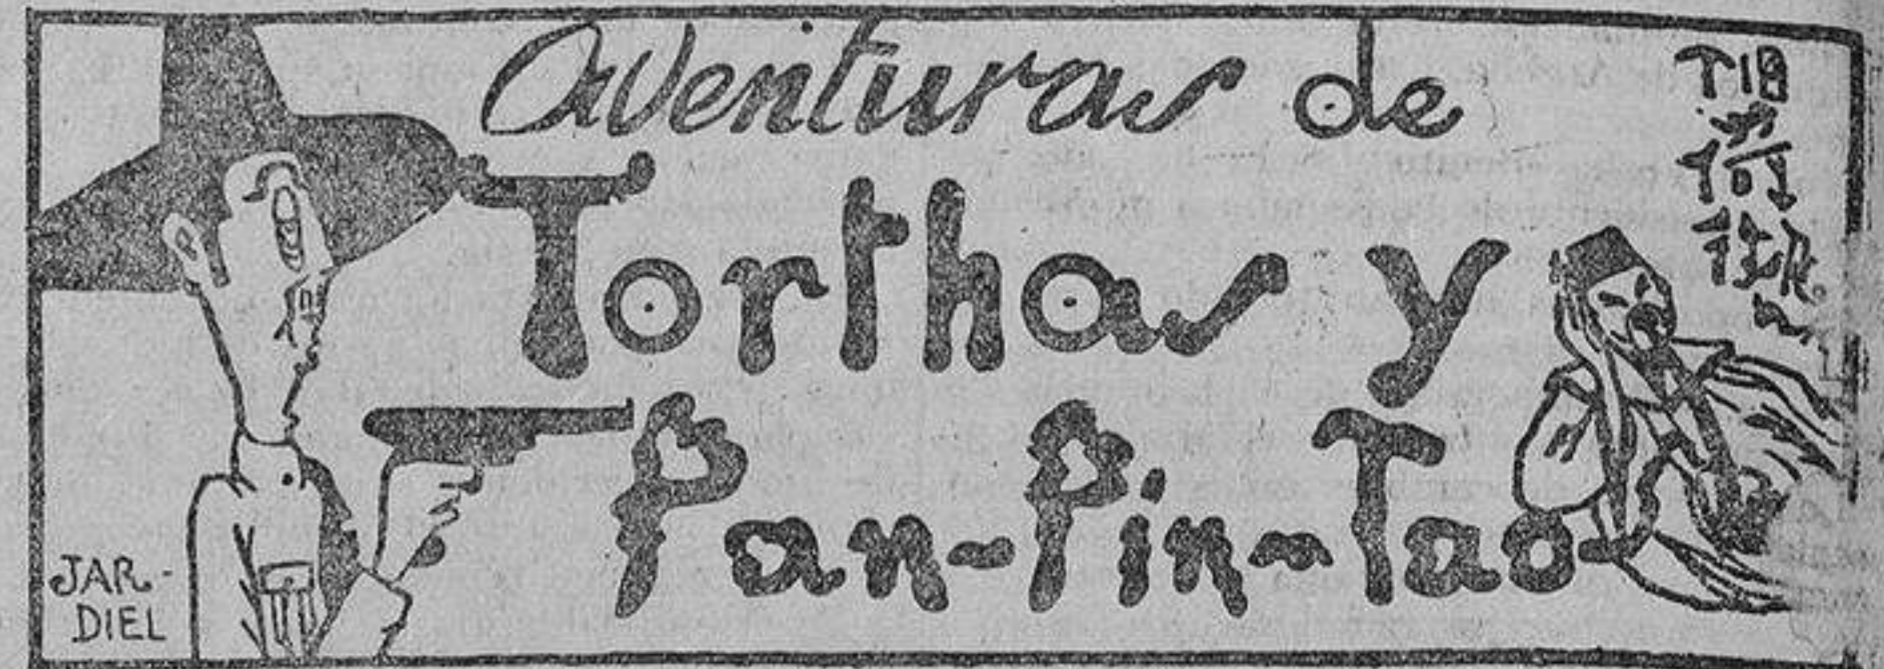 Aventuras de
Torthas y
Pan-Pin-Tao
JAR-
DIEL